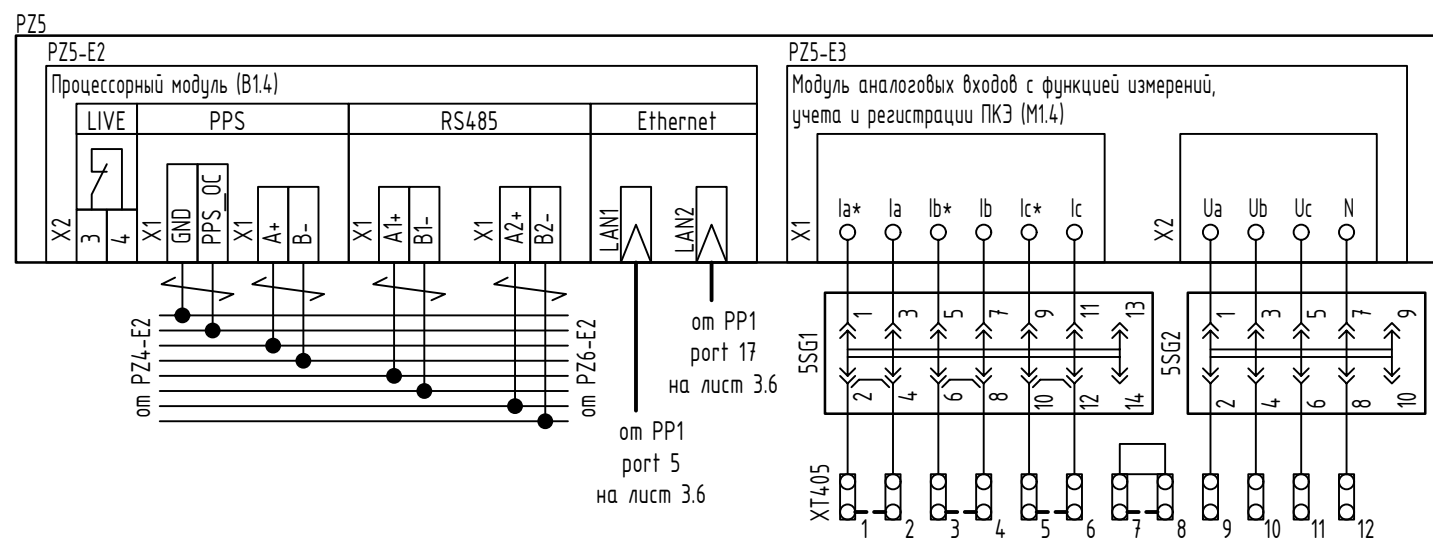 PZ5
PZ5-E2
Процессорный модуль (В1.4)
LIVE
PPS
RS485
Ethernet
X2
3
4
X1
GND
PPS_OC
X1
A+
B-
X1
A1+
B1-
X1
A2+
B2-
LAN1
LAN2
от PZ4-E2
от PZ6-E2
от PP1
port 5
на лист 3.6
от PP1
port 17
на лист 3.6
PZ5-E3
Модуль аналоговых входов с функцией измерений,
учета и регистрации ПКЭ (М1.4)
X1
Ia*
Ia
Ib*
Ib
Ic*
Ic
X2
Ua
Ub
Uc
N
5SG1
1
3
5
7
9
11
13
2
4
6
8
10
12
14
5SG2
1
3
5
7
9
2
4
6
8
10
XT405
1
2
3
4
5
6
7
8
9
10
11
12